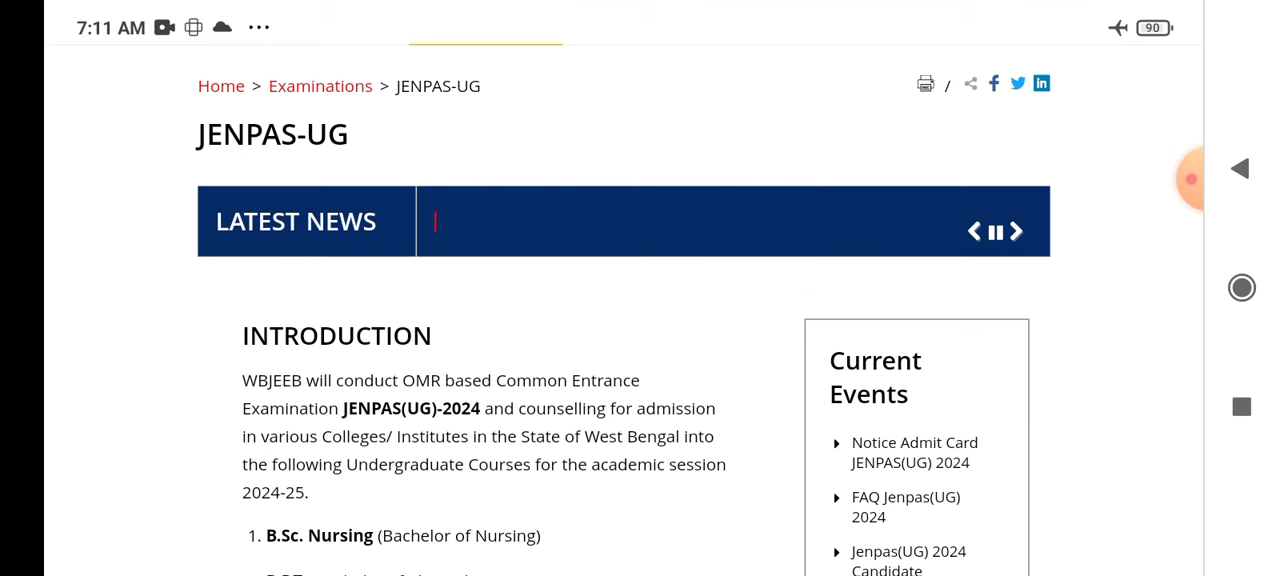 7:11 AM
90
Home > Examinations > JENPAS-UG
/
JENPAS-UG
LATEST NEWS
INTRODUCTION
WBJEEB will conduct OMR based Common Entrance
Examination JENPAS(UG)-2024 and counselling for admission
in various Colleges/ Institutes in the State of West Bengal into
the following Undergraduate Courses for the academic session
2024-25.
1. B.Sc. Nursing (Bachelor of Nursing)
Current
Events
Notice Admit Card
JENPAS(UG) 2024
FAQ Jenpas(UG)
2024
Jenpas(UG) 2024
Candidate